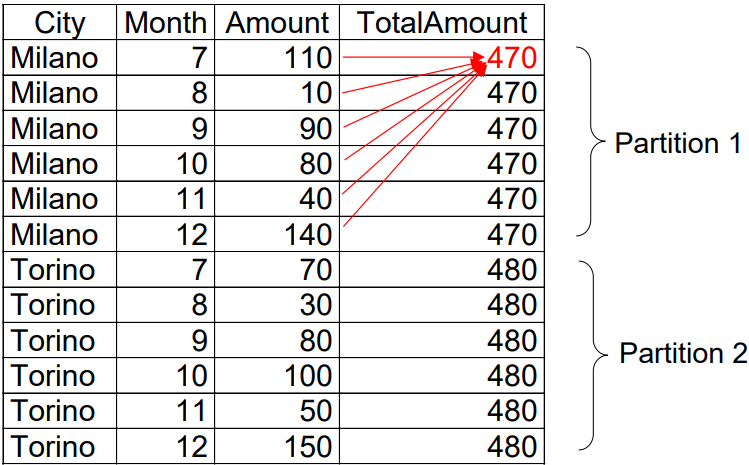 City Month Amount TotalAmount
Milano 7 110 470
Milano 8 10 470
Milano 9 90 470
Partition 1
Milano 10 80 470
Milano 11 40 470
Milano 12 140 470
Torino 7 70 480
Torino 8 30 480
Torino 9 80 480
Partition 2
Torino 10 100 480
Torino 11 50 480
Torino 12 150 480